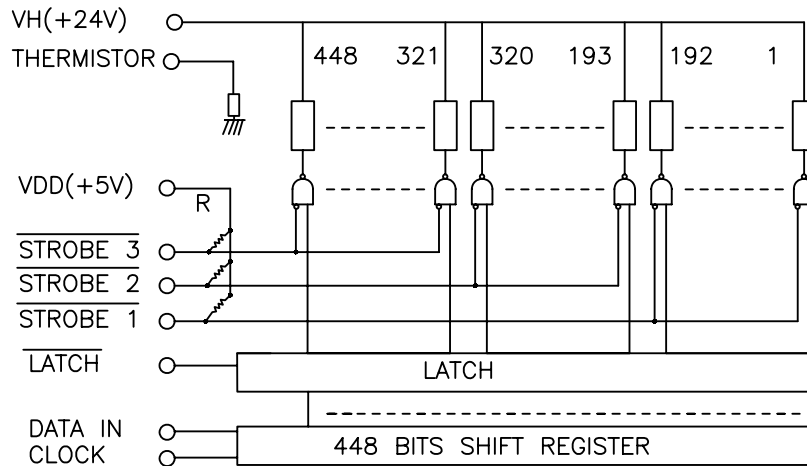 VH(+24V)
THERMISTOR
448 321 320 193 192 1
VDD(+5V)
R
STROBE 3
STROBE 2
STROBE 1
LATCH
LATCH
DATA IN
CLOCK
448 BITS SHIFT REGISTER